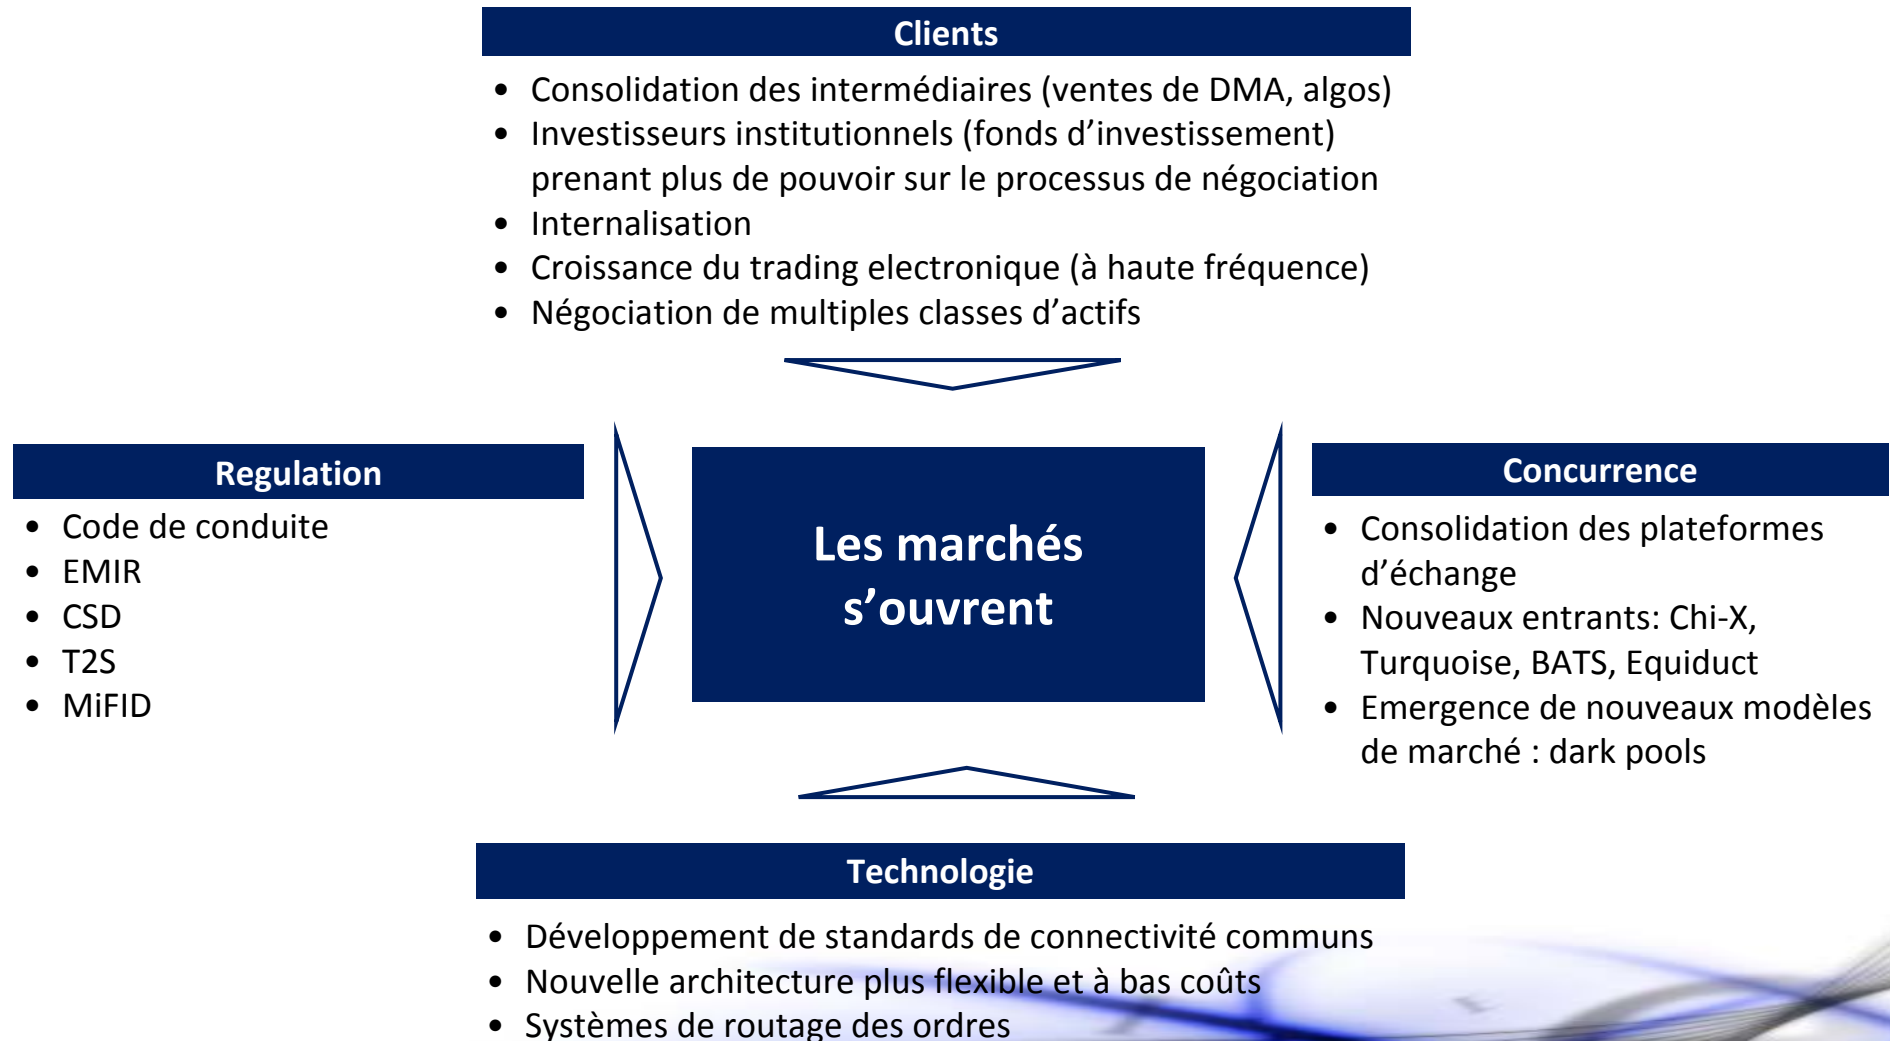 Clients
• Consolidation des intermédiaires (ventes de DMA, algos)
• Investisseurs institutionnels (fonds d’investissement)
prenant plus de pouvoir sur le processus de négociation
• Internalisation
• Croissance du trading electronique (à haute fréquence)
• Négociation de multiples classes d’actifs
Regulation
• Code de conduite
• EMIR
• CSD
• T2S
• MiFID
Les marchés
s’ouvrent
Concurrence
• Consolidation des plateformes
d’échange
• Nouveaux entrants: Chi-X,
Turquoise, BATS, Equiduct
• Emergence de nouveaux modèles
de marché : dark pools
Technologie
• Développement de standards de connectivité communs
• Nouvelle architecture plus flexible et à bas coûts
• Systèmes de routage des ordres